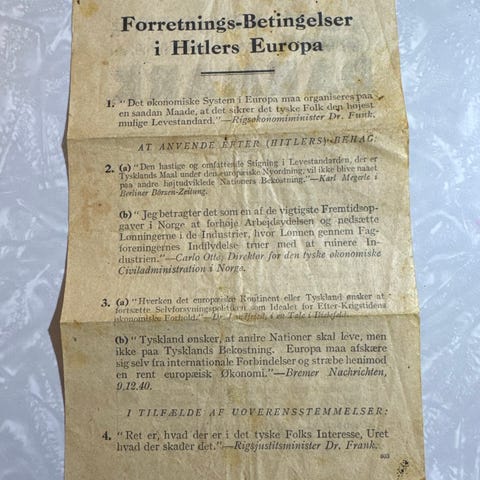 Forretnings-Betingelser
i Hitlers Europa
1. "Det økonomiske System i Europa maa organiseres paa
en saadan Maade, at det sikrer det tyske Folk den højest
mulige Levestandard."—Rigsøkonomiminister Dr. Funk.
AT ANVENDE EFTER (HITLERS) BEHAG:
2. (a) "Den hastige og omfattende Stigning i Levestandarden, der er
Tysklands Maal under den europæiske Nyordning, vil blive naaet
paa andre højtudviklede Nationers Bekostning."—Karl Megerle i
Berliner Börsen-Zeitung.
(b) "Jeg betragter det som en af de vigtigste Fremtidsop-
gaver i Norge at forhøje Arbejdsydelsen og nedsætte
Lønningerne i de Industrier, hvor Lønnen gennem Fag-
foreningernes Indflydelse truer med at ruinere In-
dustrien."—Carlo Otte, Direktor for den tyske økonomiske
Civiladministration i Norge.
3. (a) "Hverken det europæiske Kontinent eller Tyskland ønsker at
fortsætte Selvforsyningspolitiken som Idealet for Efter-Krigstidens
økonomiske Forhold."—Dr. i en Tale i
(b) "Tyskland ønsker, at andre Nationer skal leve, men
ikke paa Tysklands Bekostning. Europa maa afskære
sig selv fra internationale Forbindelser og stræbe henimod
en rent europæisk Økonomi."—Bremer Nachrichten,
9.12.40.
I TILFÆLDE AF UOVERENSSTEMMELSER:
4. "Ret er, hvad der er i det tyske Folks Interesse, Uret
hvad der skader det."—Rigsjustitsminister Dr. Frank.
603